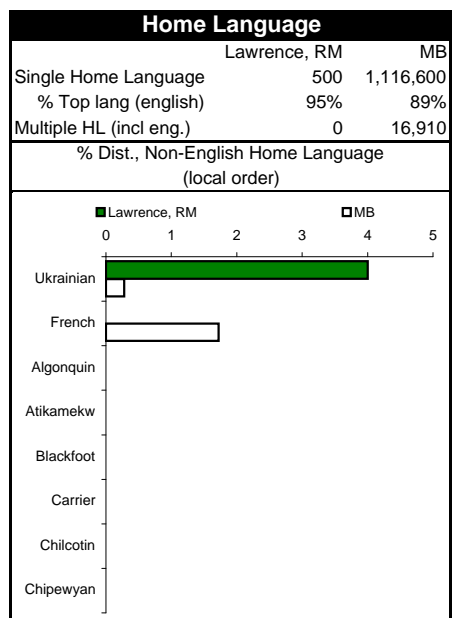 Home Language
Lawrence, RM MB
Single Home Language 500 1,116,600
% Top lang (english) 95% 89%
Multiple HL (incl eng.) 0 16,910
% Dist., Non-English Home Language
(local order)
Lawrence, RM MB
0 1 2 3 4 5
Ukrainian
French
Algonquin
Atikamekw
Blackfoot
Carrier
Chilcotin
Chipewyan